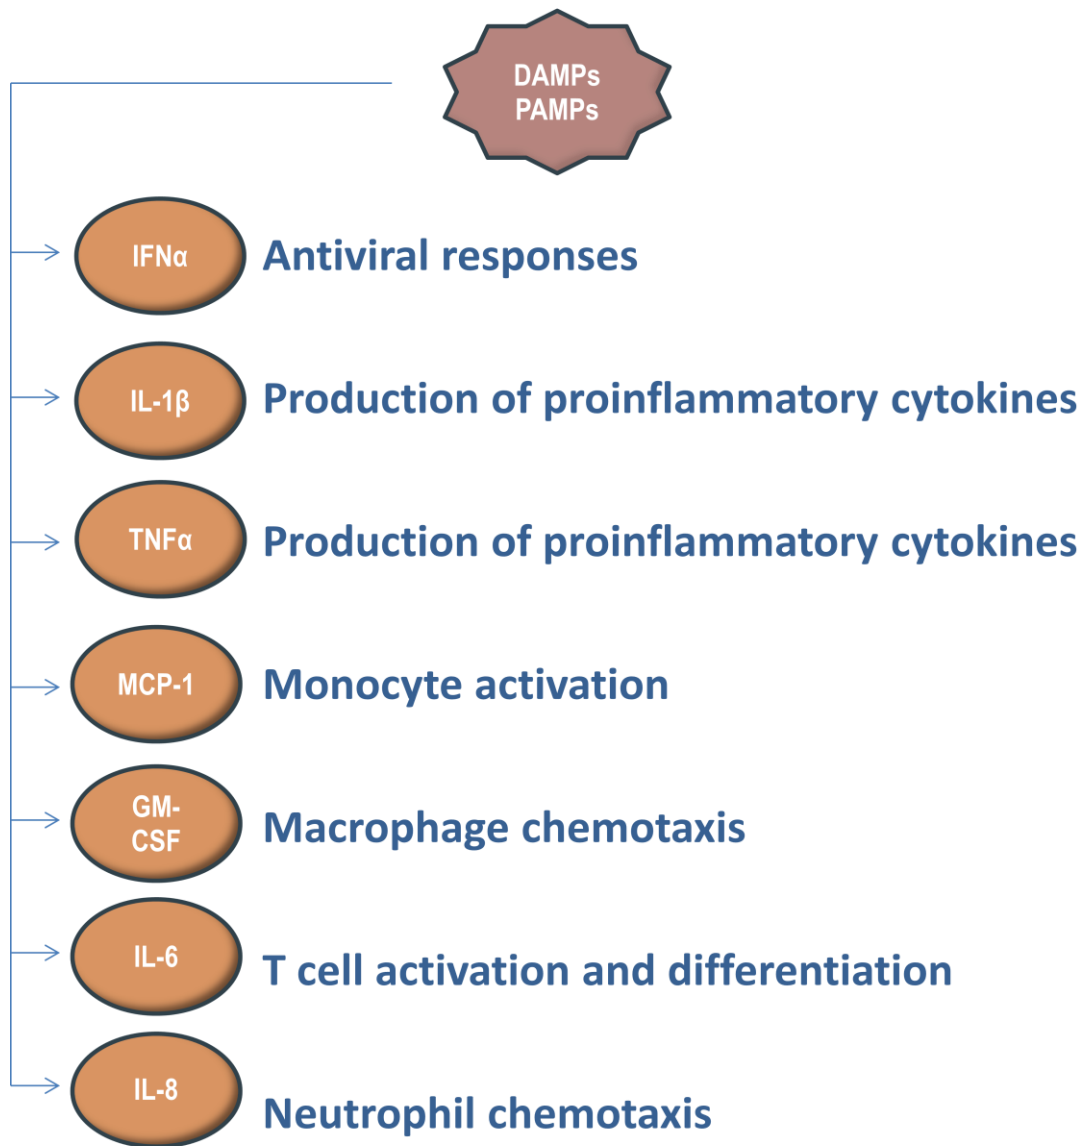 DAMPs
PAMPs
IFNα
Antiviral responses
IL-1β
Production of proinflammatory cytokines
TNFα
Production of proinflammatory cytokines
MCP-1
Monocyte activation
GM-
CSF
Macrophage chemotaxis
IL-6
T cell activation and differentiation
IL-8
Neutrophil chemotaxis